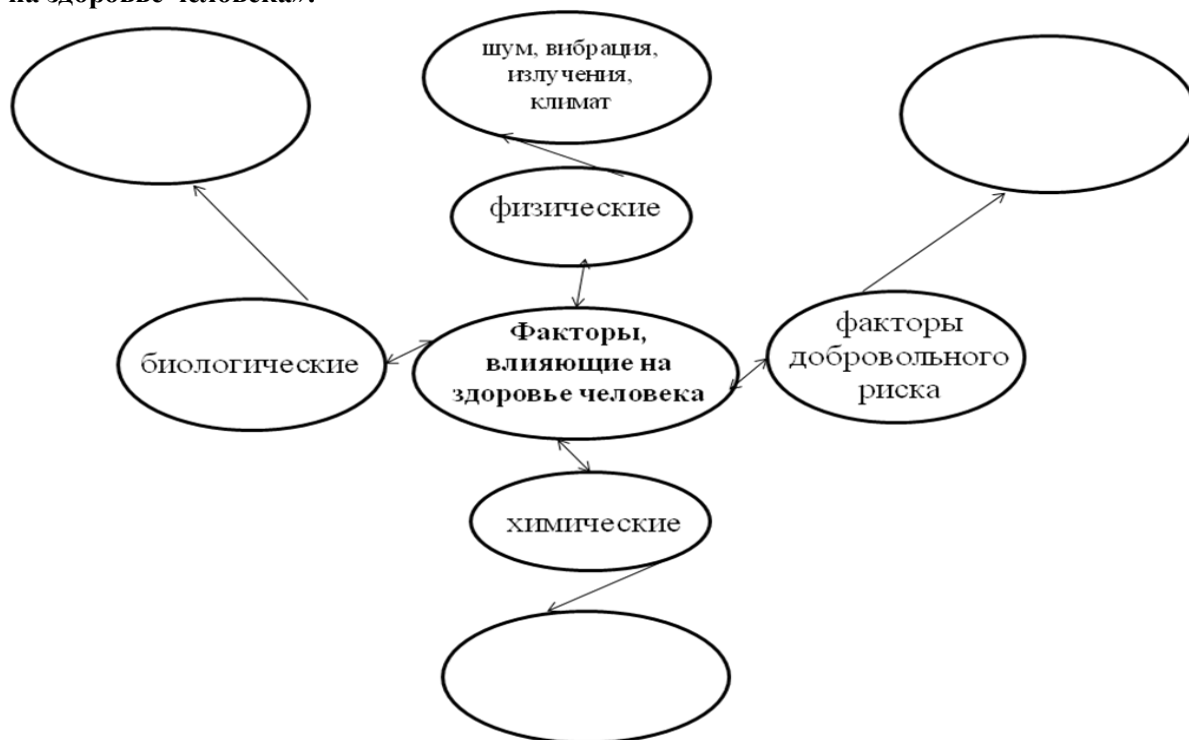 на здоровье человека».
шум, вибрация,
излучения,
климат
физические
биологические
Факторы,
влияющие на
здоровье человека
факторы
добровольного
риска
химические